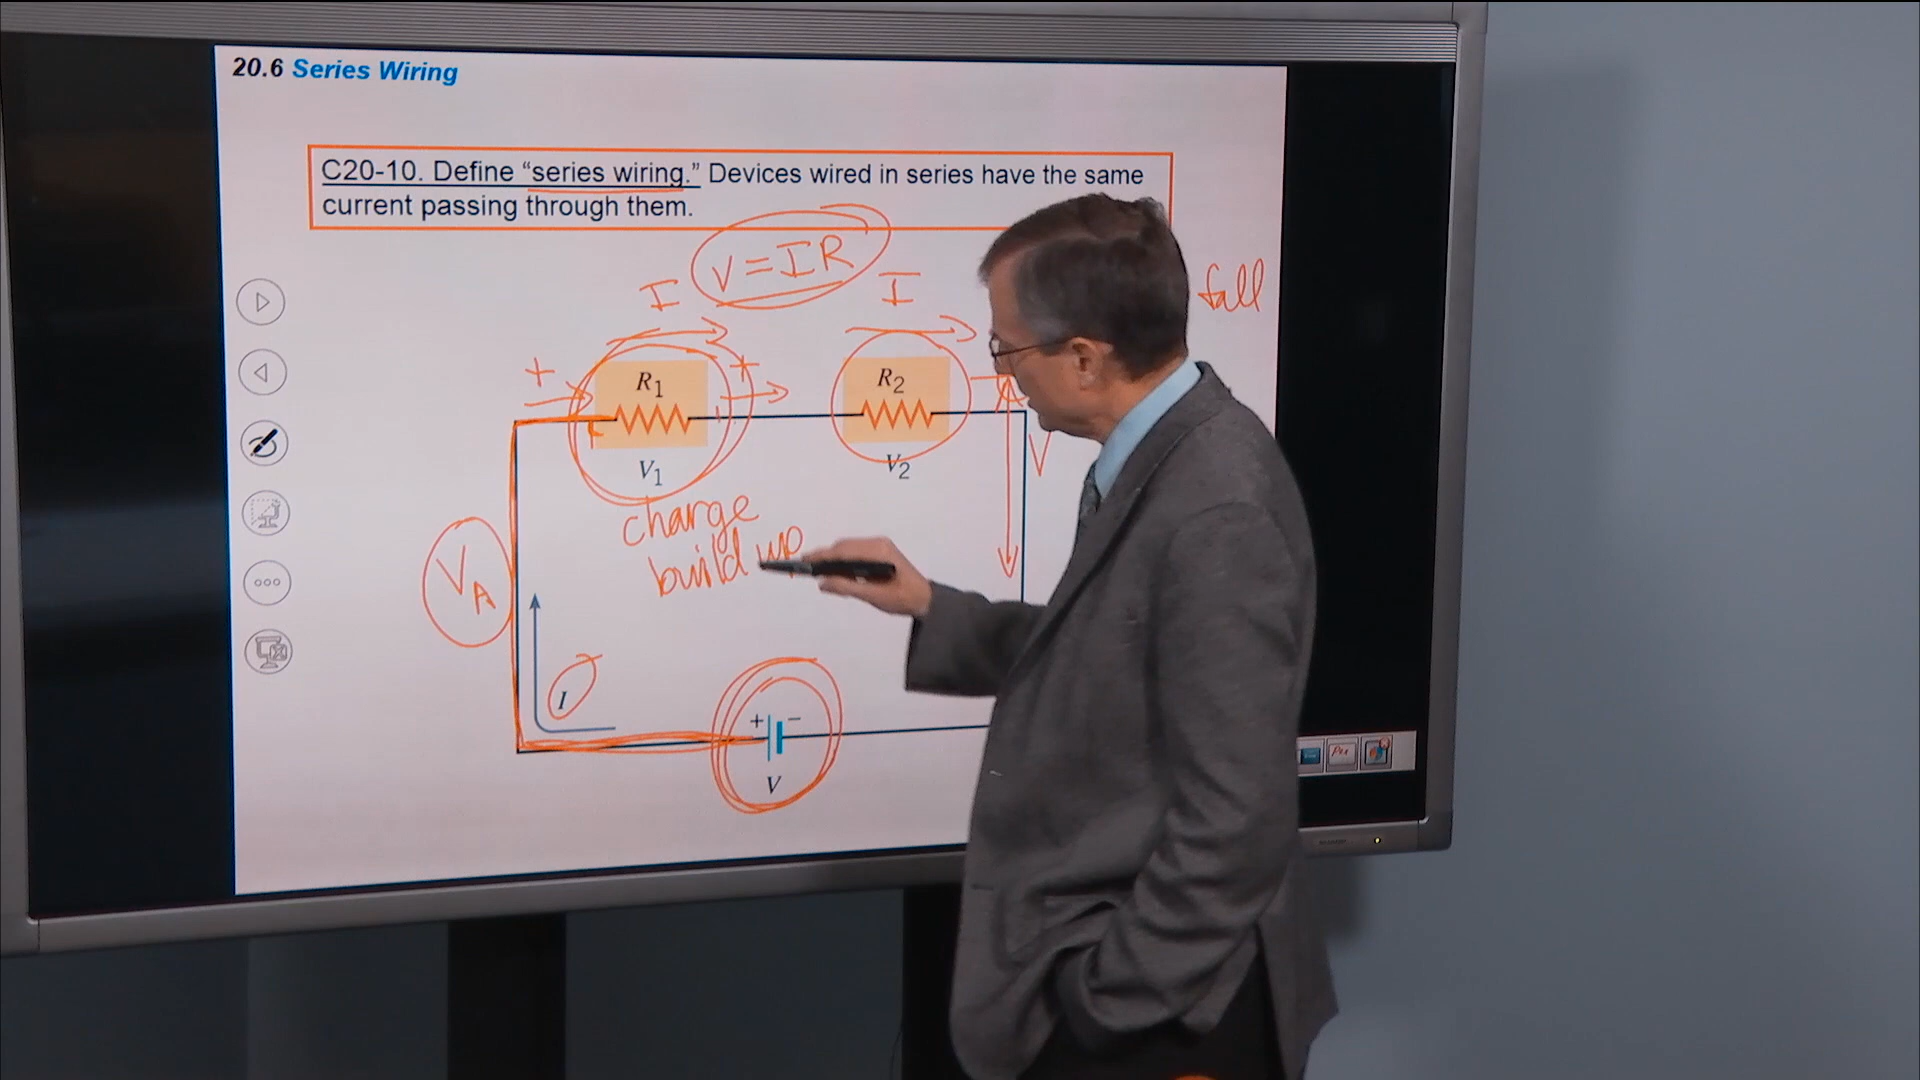 20.6 Series Wiring
C20-10. Define “series wiring.” Devices wired in series have the same
current passing through them.
V = IR
I
I
fall
+
+
R1
R2
V1
V2
V
charge
build up
VA
I
+ −
V